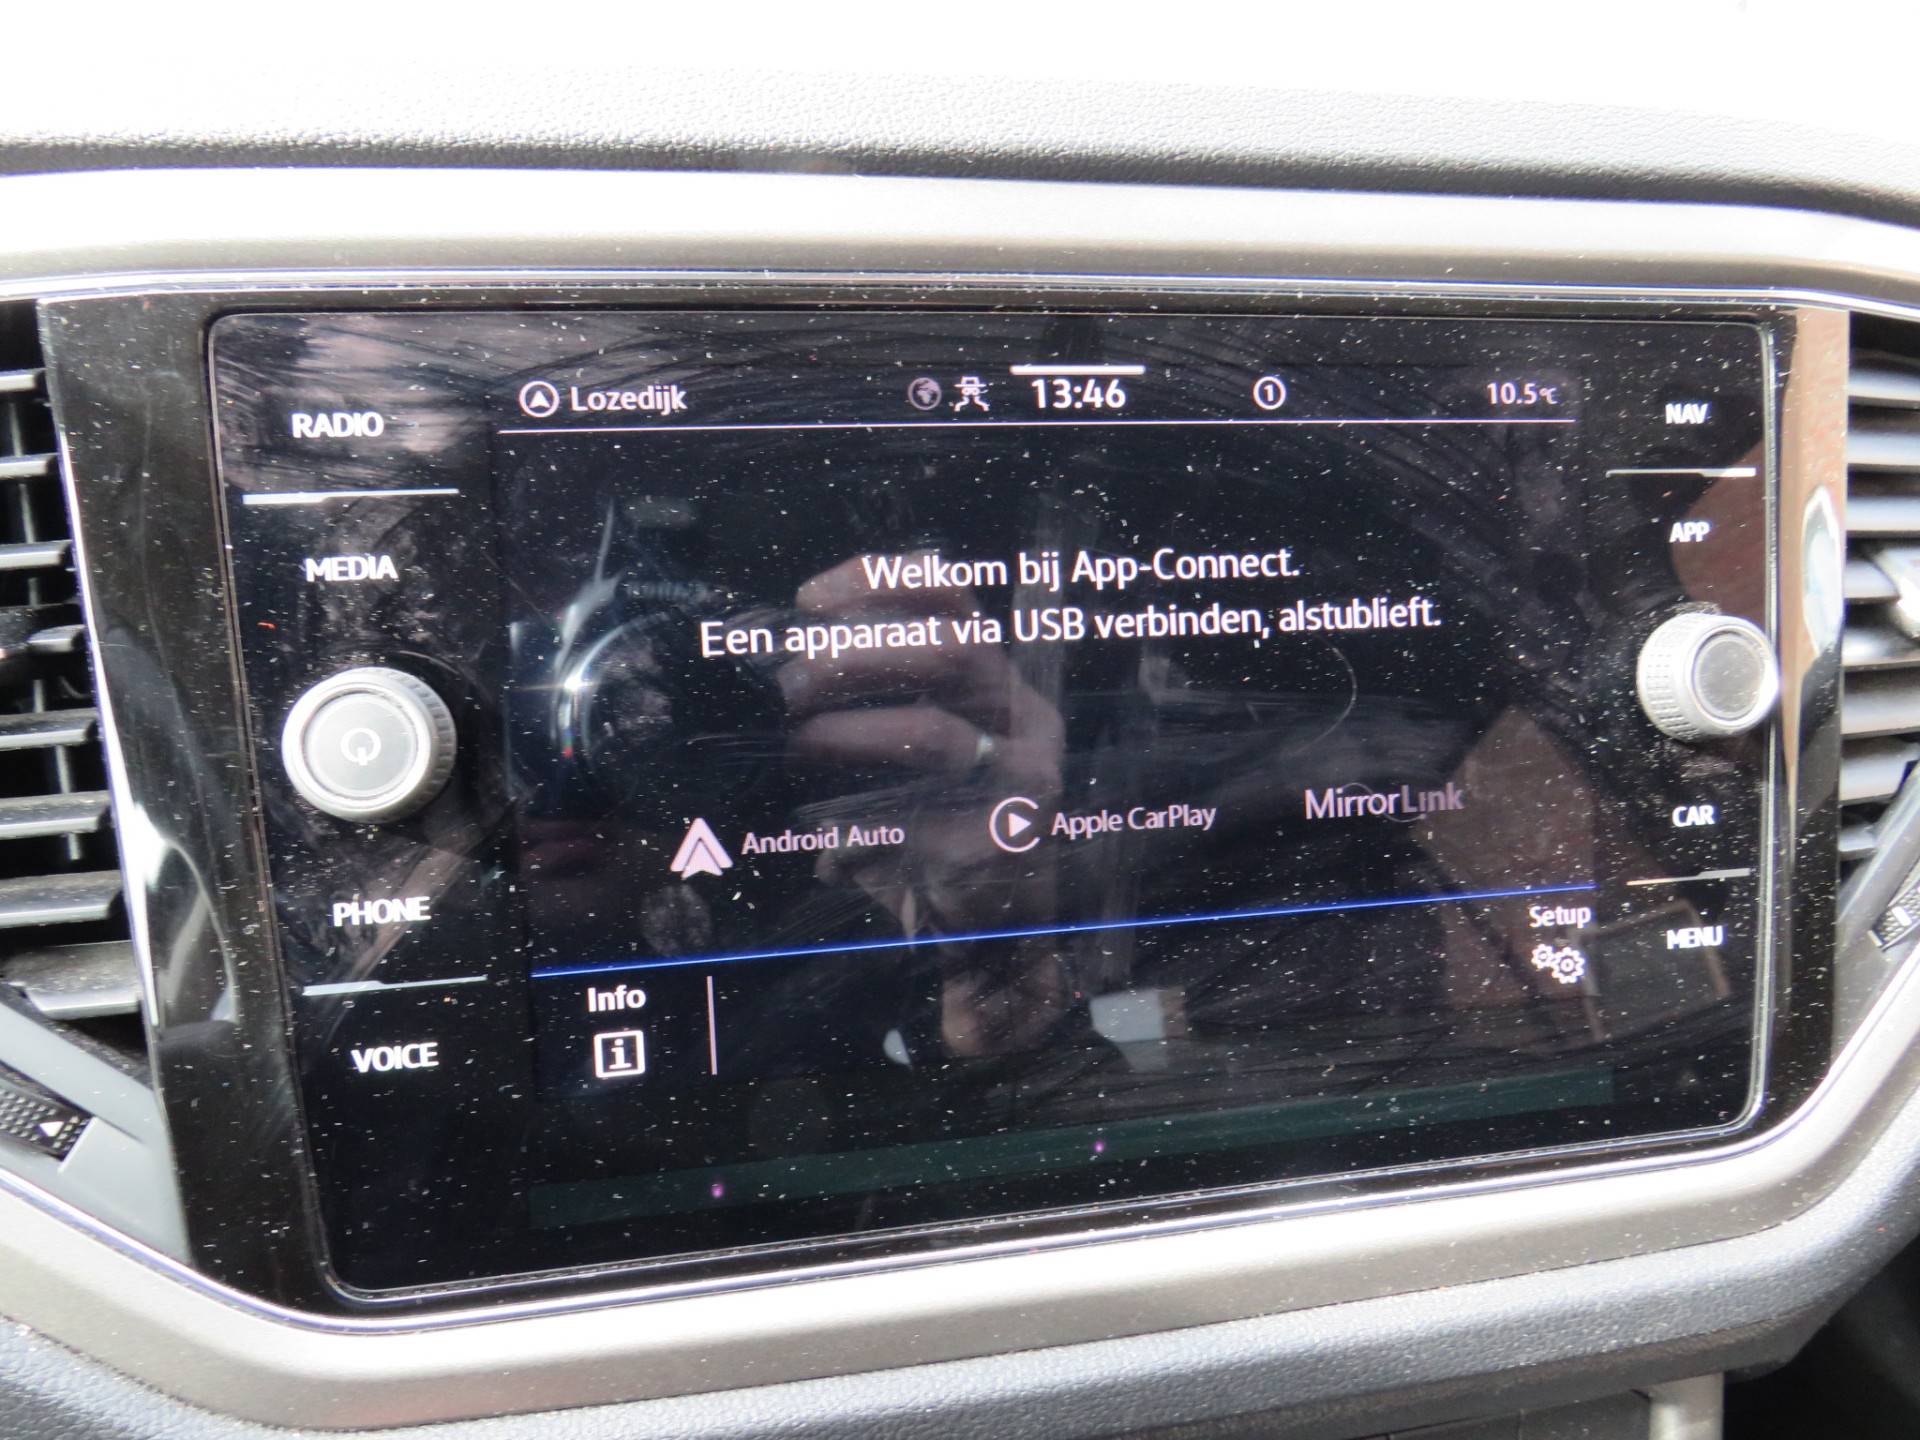 Lozedijk 13:46 1 10.5°C
RADIO
MEDIA
PHONE
VOICE
Welkom bij App-Connect.
Een apparaat via USB verbinden, alstublieft.
Android Auto Apple CarPlay MirrorLink
Info
i
Setup
NAV
APP
CAR
MENU